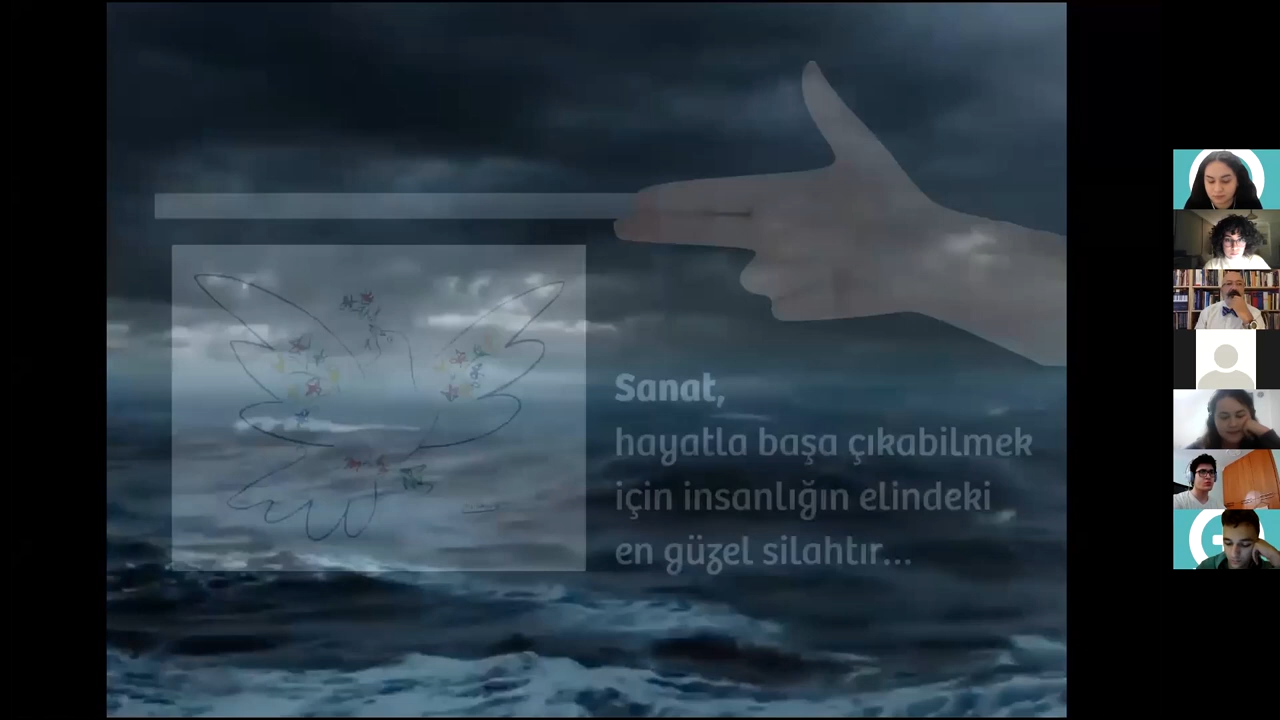 Sanat,
hayatla başa çıkabilmek
için insanlığın elindeki
en güzel silahtır...